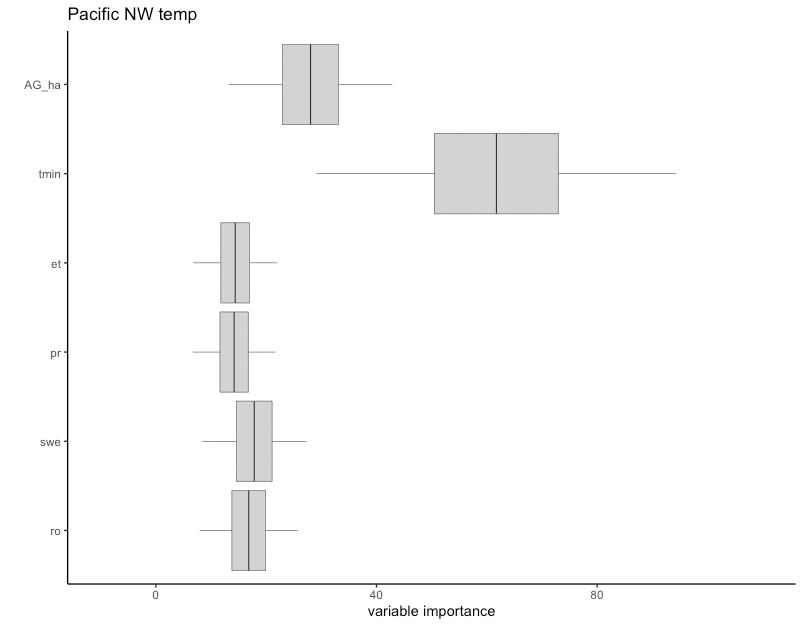 Pacific NW temp
AG_ha
tmin
et
pr
swe
ro
0 40 80
variable importance